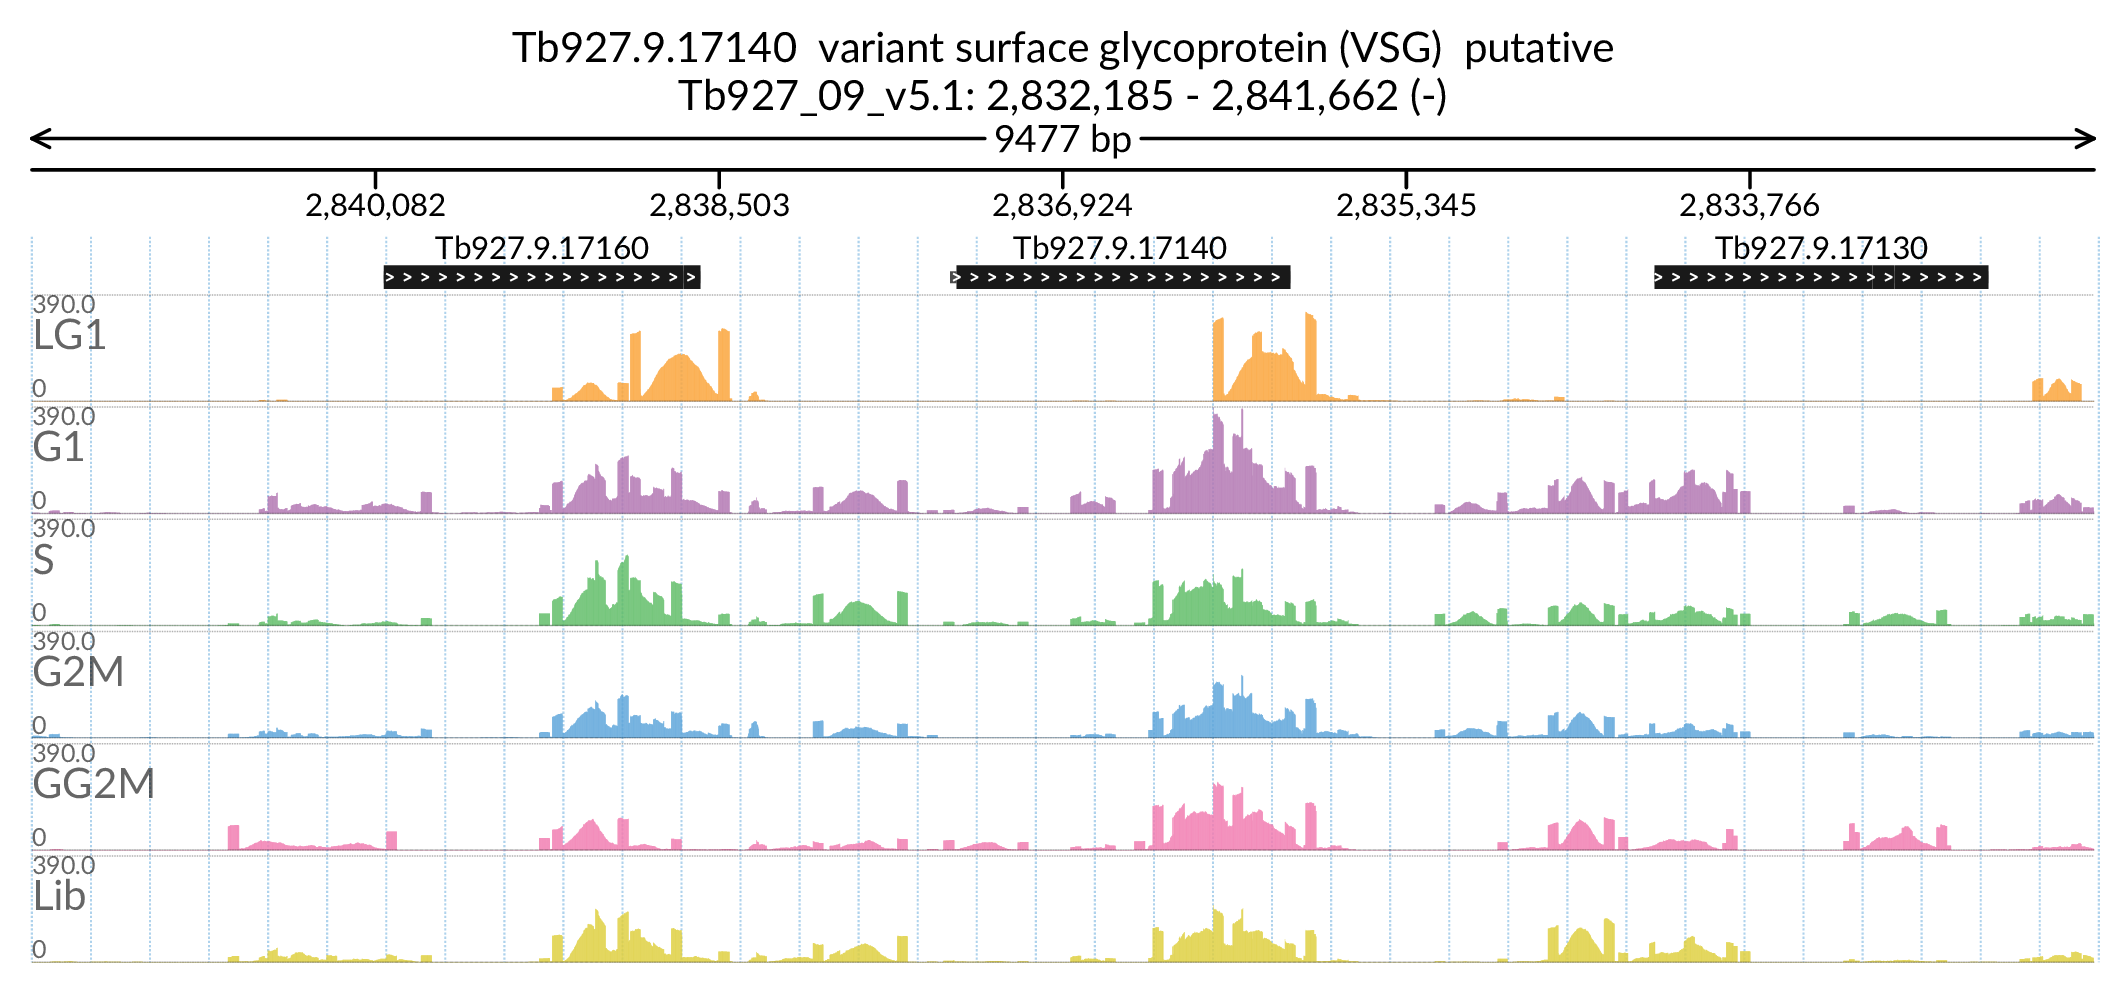 Tb927.9.17140  variant surface glycoprotein (VSG)  putative
Tb927_09_v5.1: 2,832,185 - 2,841,662 (-)
9477 bp
2,840,082 2,838,503 2,836,924 2,835,345 2,833,766
Tb927.9.17160 Tb927.9.17140 Tb927.9.17130
390.0
LG1
0
390.0
G1
0
390.0
S
0
390.0
G2M
0
390.0
GG2M
0
390.0
Lib
0